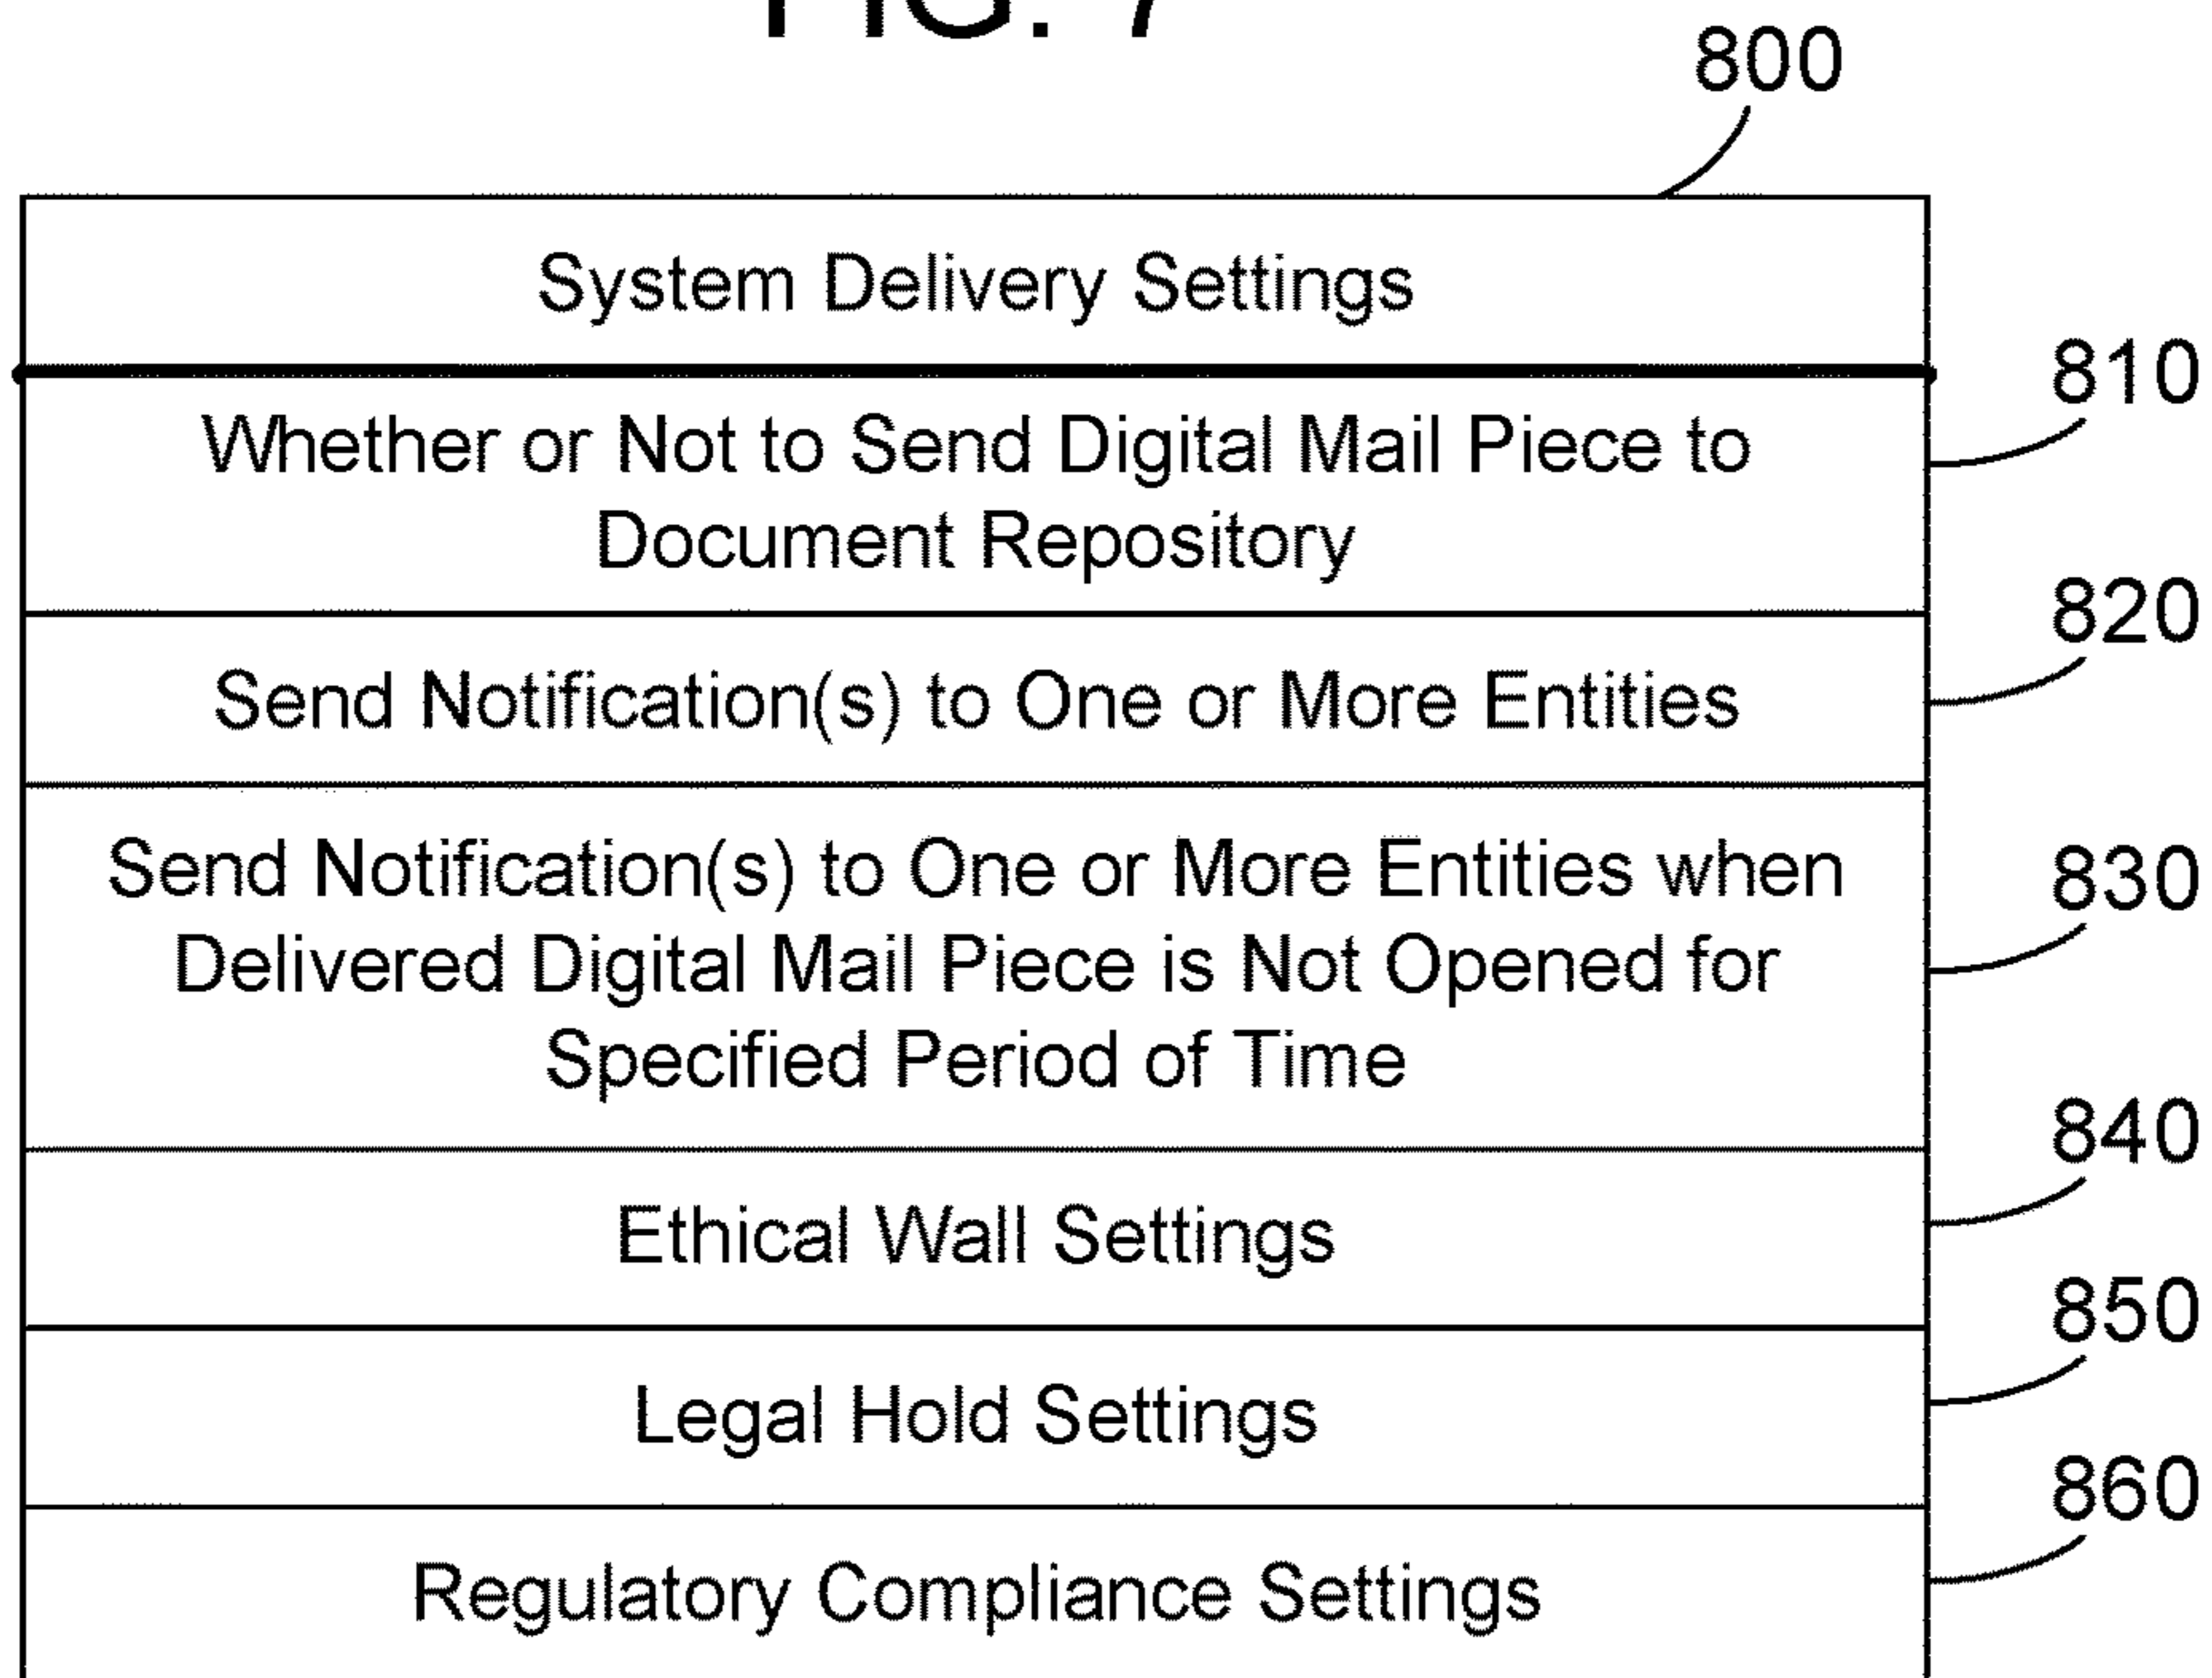 FIG. 7
800
System Delivery Settings
810
Whether or Not to Send Digital Mail Piece to
Document Repository
820
Send Notification(s) to One or More Entities
830
Send Notification(s) to One or More Entities when
Delivered Digital Mail Piece is Not Opened for
Specified Period of Time
840
Ethical Wall Settings
850
Legal Hold Settings
860
Regulatory Compliance Settings